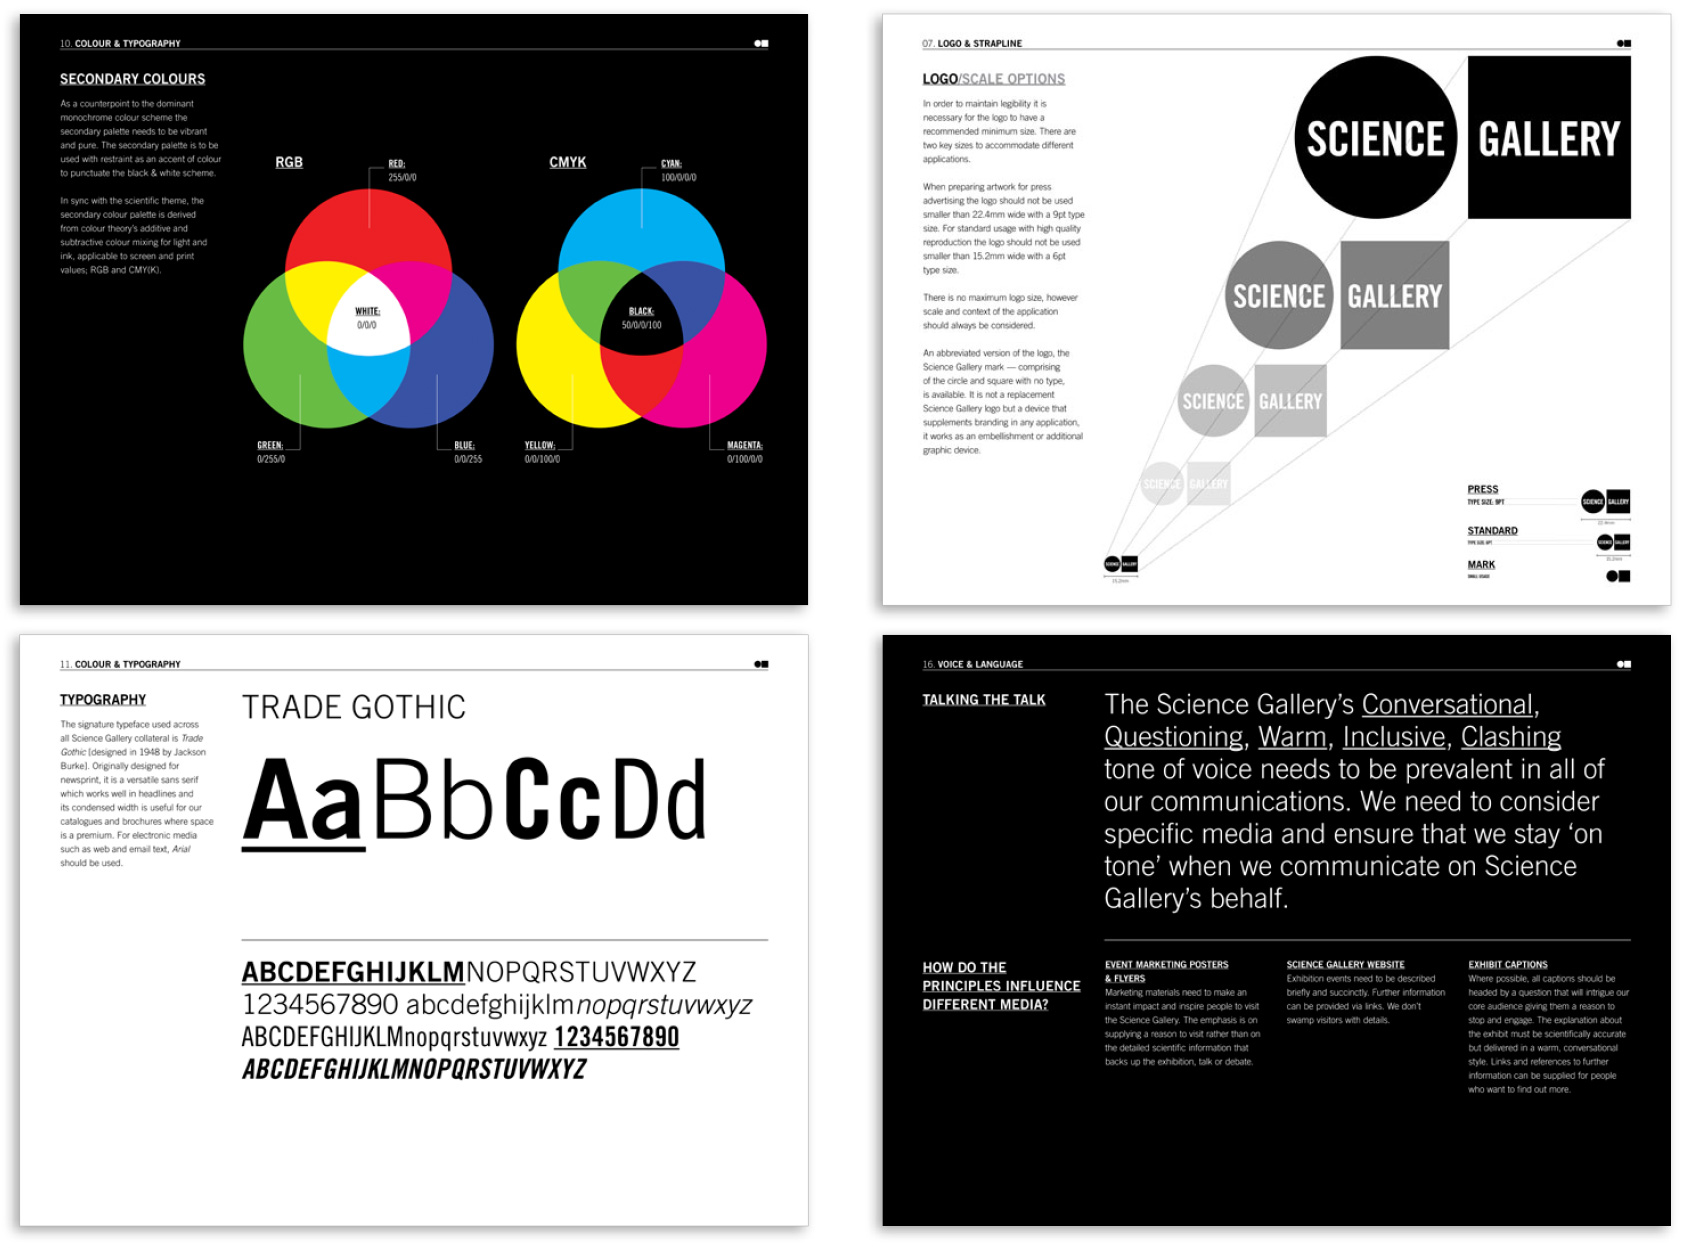 10. COLOUR & TYPOGRAPHY
SECONDARY COLOURS
As a counterpoint to the dominant
monochrome colour scheme the
secondary palette needs to be vibrant
and pure. The secondary palette is to be
used with restraint as an accent of colour
to punctuate the black & white scheme.
In sync with the scientific theme, the
secondary colour palette is derived
from colour theory's additive and
subtractive colour mixing for light and
ink, applicable to screen and print
values; RGB and CMY(K).
RGB
RED:
255/0/0
WHITE:
0/0/0
GREEN:
0/255/0
BLUE:
0/0/255
CMYK
CYAN:
100/0/0/0
BLACK:
50/0/0/100
YELLOW:
0/0/100/0
MAGENTA:
0/100/0/0
07. LOGO & STRAPLINE
LOGO/SCALE OPTIONS
In order to maintain legibility it is
necessary for the logo to have a
recommended minimum size. There are
two key sizes to accommodate different
applications.
When preparing artwork for press
advertising the logo should not be used
smaller than 22.4mm wide with a 9pt type
size. For standard usage with high quality
reproduction the logo should not be used
smaller than 15.2mm wide with a 6pt
type size.
There is no maximum logo size, however
scale and context of the application
should always be considered.
An abbreviated version of the logo, the
Science Gallery mark — comprising
of the circle and square with no type,
is available. It is not a replacement
Science Gallery logo but a device that
supplements branding in any application,
it works as an embellishment or additional
graphic device.
SCIENCE GALLERY
SCIENCE GALLERY
SCIENCE GALLERY
SCIENCE GALLERY
SCIENCE GALLERY
15.2mm
PRESS
TYPE SIZE: 9PT
SCIENCE GALLERY
22.4mm
STANDARD
TYPE SIZE: 6PT
SCIENCE GALLERY
15.2mm
MARK
SMALL USAGE
11. COLOUR & TYPOGRAPHY
TYPOGRAPHY
The signature typeface used across
all Science Gallery collateral is Trade
Gothic [designed in 1948 by Jackson
Burke]. Originally designed for
newsprint, it is a versatile sans serif
which works well in headlines and
its condensed width is useful for our
catalogues and brochures where space
is a premium. For electronic media
such as web and email text, Arial
should be used.
TRADE GOTHIC
AaBbCcDd
ABCDEFGHIJKLMNOPQRSTUVWXYZ
1234567890 abcdefghijklmnopqrstuvwxyz
ABCDEFGHIJKLMnopqrstuvwxyz 1234567890
ABCDEFGHIJKLMNOPQRSTUVWXYZ
16. VOICE & LANGUAGE
TALKING THE TALK
The Science Gallery's Conversational,
Questioning, Warm, Inclusive, Clashing
tone of voice needs to be prevalent in all of
our communications. We need to consider
specific media and ensure that we stay 'on
tone' when we communicate on Science
Gallery's behalf.
HOW DO THE
PRINCIPLES INFLUENCE
DIFFERENT MEDIA?
EVENT MARKETING POSTERS
& FLYERS
Marketing materials need to make an
instant impact and inspire people to visit
the Science Gallery. The emphasis is on
supplying a reason to visit rather than on
the detailed scientific information that
backs up the exhibition, talk or debate.
SCIENCE GALLERY WEBSITE
Exhibition events need to be described
briefly and succinctly. Further information
can be provided via links. We don't
swamp visitors with details.
EXHIBIT CAPTIONS
Where possible, all captions should be
headed by a question that will intrigue our
core audience giving them a reason to
stop and engage. The explanation about
the exhibit must be scientifically accurate
but delivered in a warm, conversational
style. Links and references to further
information can be supplied for people
who want to find out more.